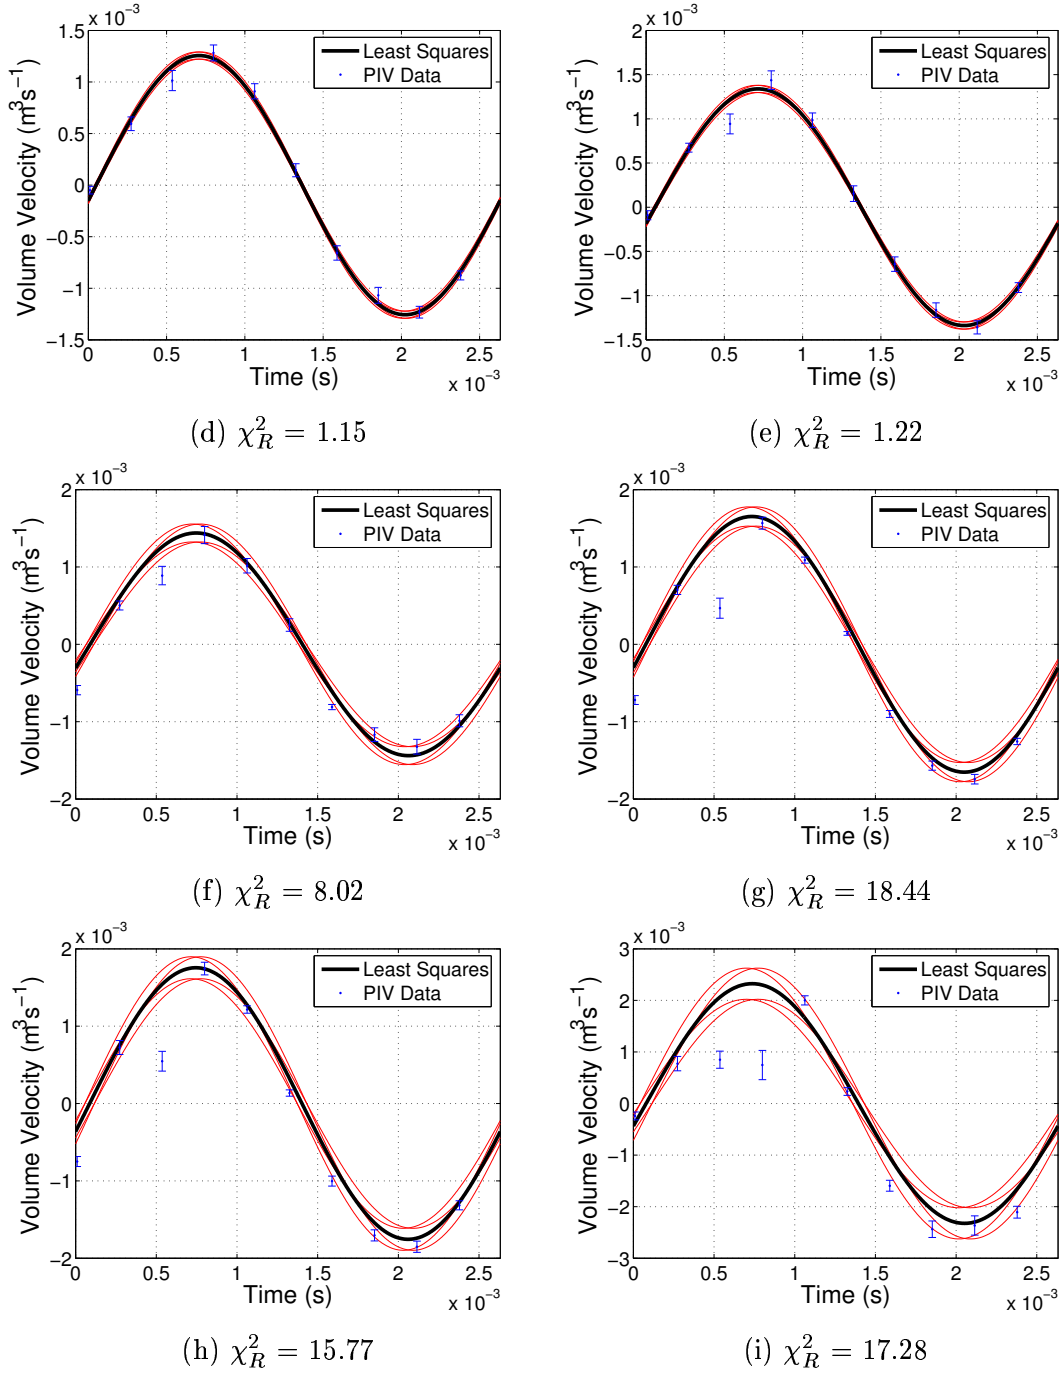 x 10⁻³
1.5
1
0.5
0
−0.5
−1
−1.5
Volume Velocity (m³s⁻¹)
Least Squares
PIV Data
0 0.5 1 1.5 2 2.5
Time (s)
x 10⁻³
(d) χ²_R = 1.15
x 10⁻³
2
1.5
1
0.5
0
−0.5
−1
−1.5
Volume Velocity (m³s⁻¹)
Least Squares
PIV Data
0 0.5 1 1.5 2 2.5
Time (s)
x 10⁻³
(e) χ²_R = 1.22
x 10⁻³
2
1
0
−1
−2
Volume Velocity (m³s⁻¹)
Least Squares
PIV Data
0 0.5 1 1.5 2 2.5
Time (s)
x 10⁻³
(f) χ²_R = 8.02
x 10⁻³
2
1
0
−1
−2
Volume Velocity (m³s⁻¹)
Least Squares
PIV Data
0 0.5 1 1.5 2 2.5
Time (s)
x 10⁻³
(g) χ²_R = 18.44
x 10⁻³
2
1
0
−1
−2
Volume Velocity (m³s⁻¹)
Least Squares
PIV Data
0 0.5 1 1.5 2 2.5
Time (s)
x 10⁻³
(h) χ²_R = 15.77
x 10⁻³
3
2
1
0
−1
−2
−3
Volume Velocity (m³s⁻¹)
Least Squares
PIV Data
0 0.5 1 1.5 2 2.5
Time (s)
x 10⁻³
(i) χ²_R = 17.28